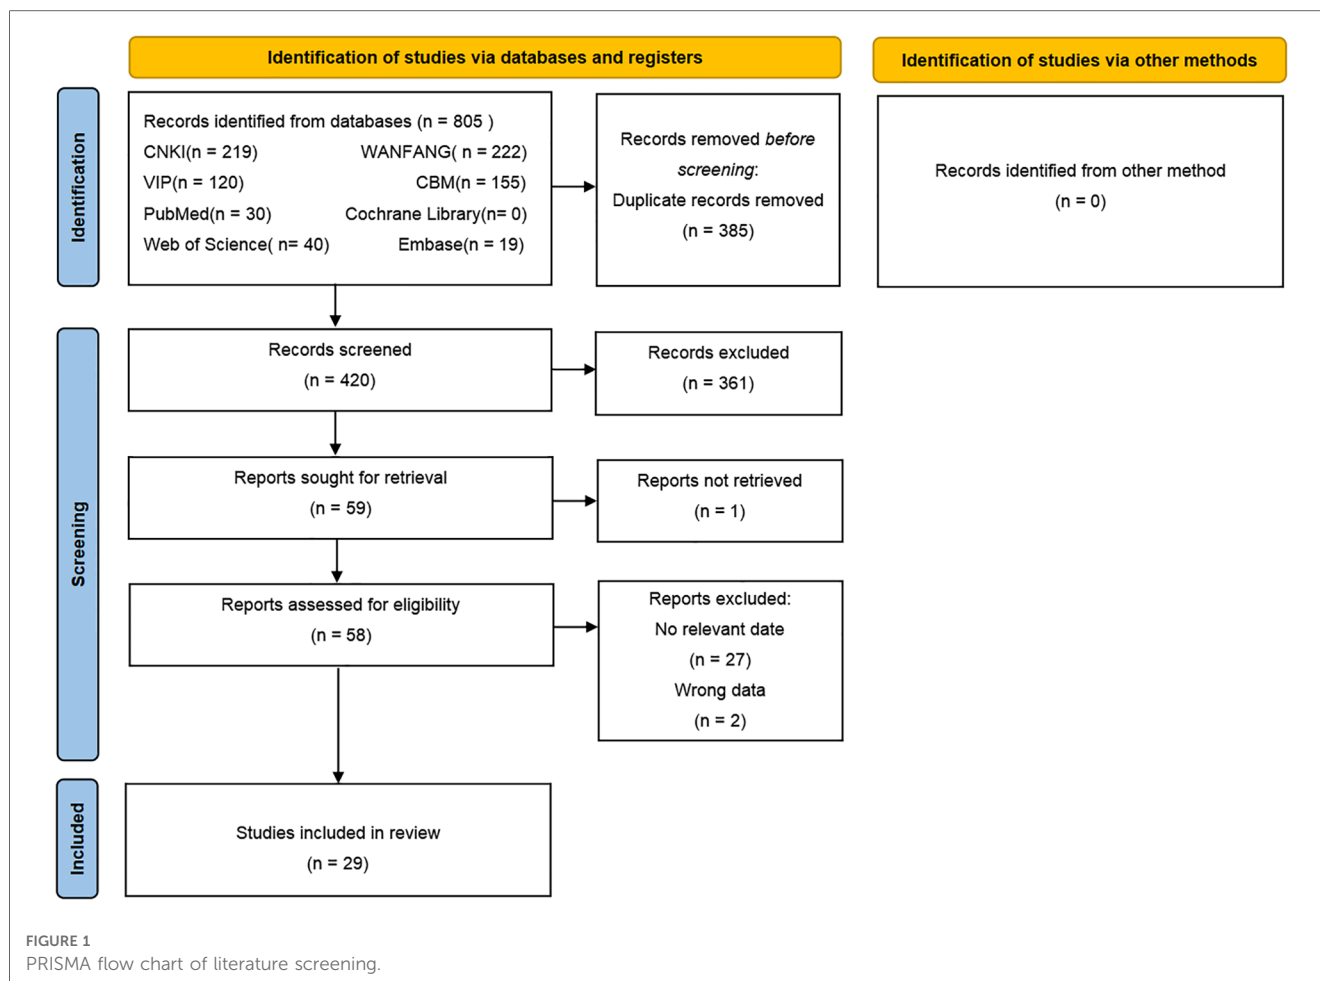 Identification of studies via databases and registers
Identification of studies via other methods
Identification
Records identified from databases (n = 805 )
CNKI(n = 219) WANFANG( n = 222)
VIP(n = 120) CBM(n = 155)
PubMed(n = 30) Cochrane Library(n= 0)
Web of Science( n= 40) Embase(n = 19)
Records removed before
screening:
Duplicate records removed
(n = 385)
Records identified from other method
(n = 0)
Screening
Records screened
(n = 420)
Records excluded
(n = 361)
Reports sought for retrieval
(n = 59)
Reports not retrieved
(n = 1)
Reports assessed for eligibility
(n = 58)
Reports excluded:
No relevant date
(n = 27)
Wrong data
(n = 2)
Included
Studies included in review
(n = 29)
FIGURE 1
PRISMA flow chart of literature screening.